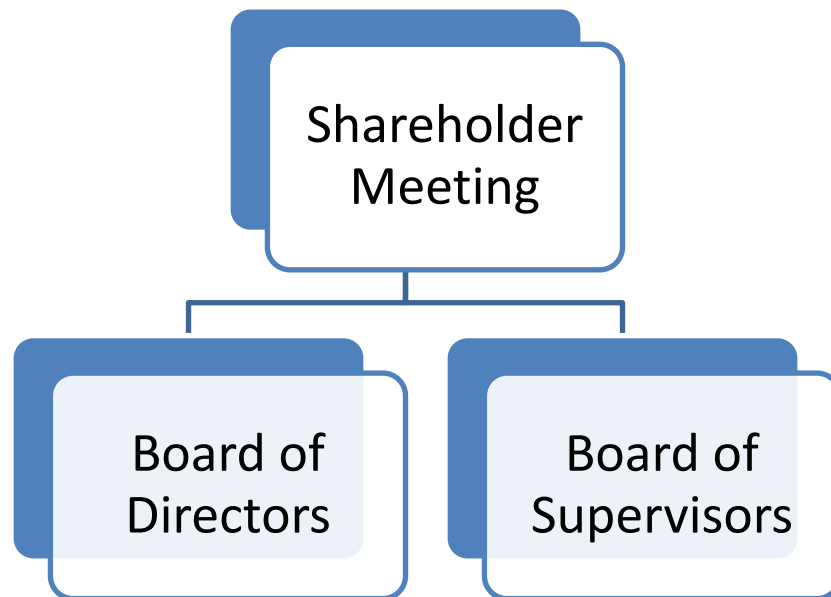 Shareholder
Meeting
Board of
Directors
Board of
Supervisors